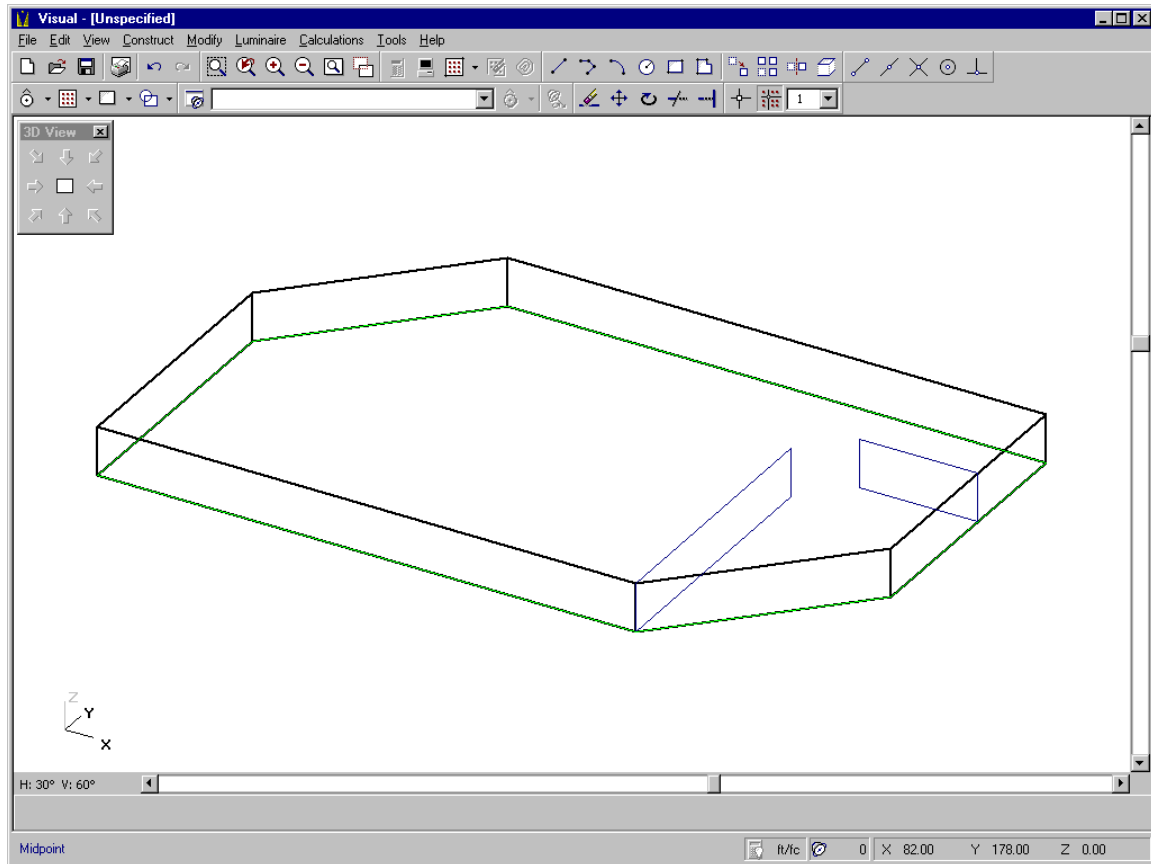 Visual - [Unspecified]
File Edit View Construct Modify Luminaire Calculations Tools Help
1
3D View
Z
Y
X
H: 30° V: 60°
Midpoint ft/fc 0 X 82.00 Y 178.00 Z 0.00